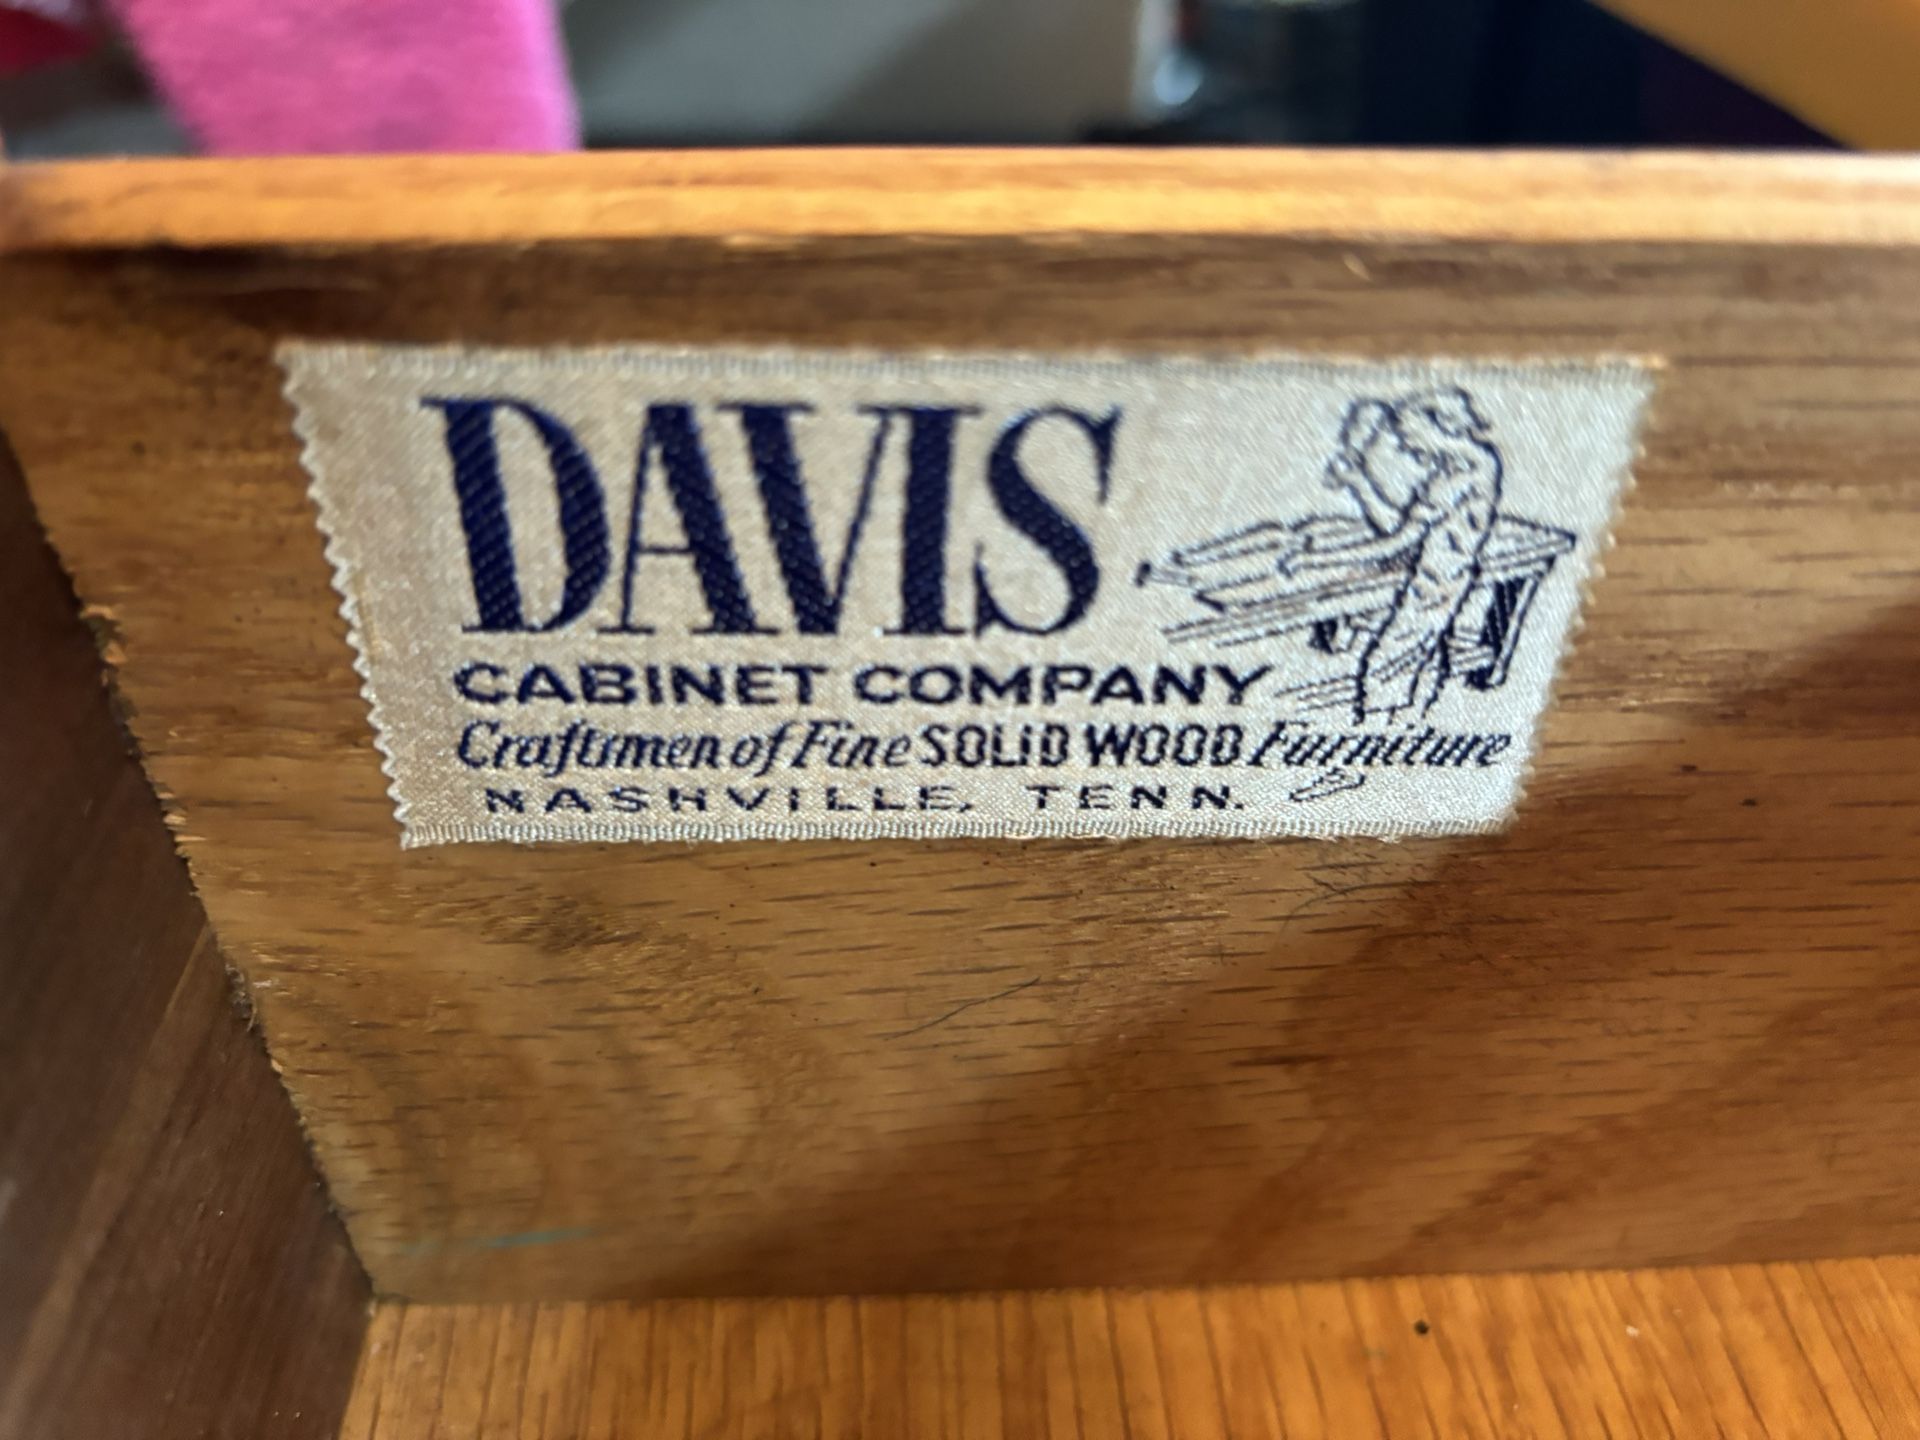 DAVIS
CABINET COMPANY
Craftsmen of Fine SOLID WOOD Furniture
NASHVILLE, TENN.